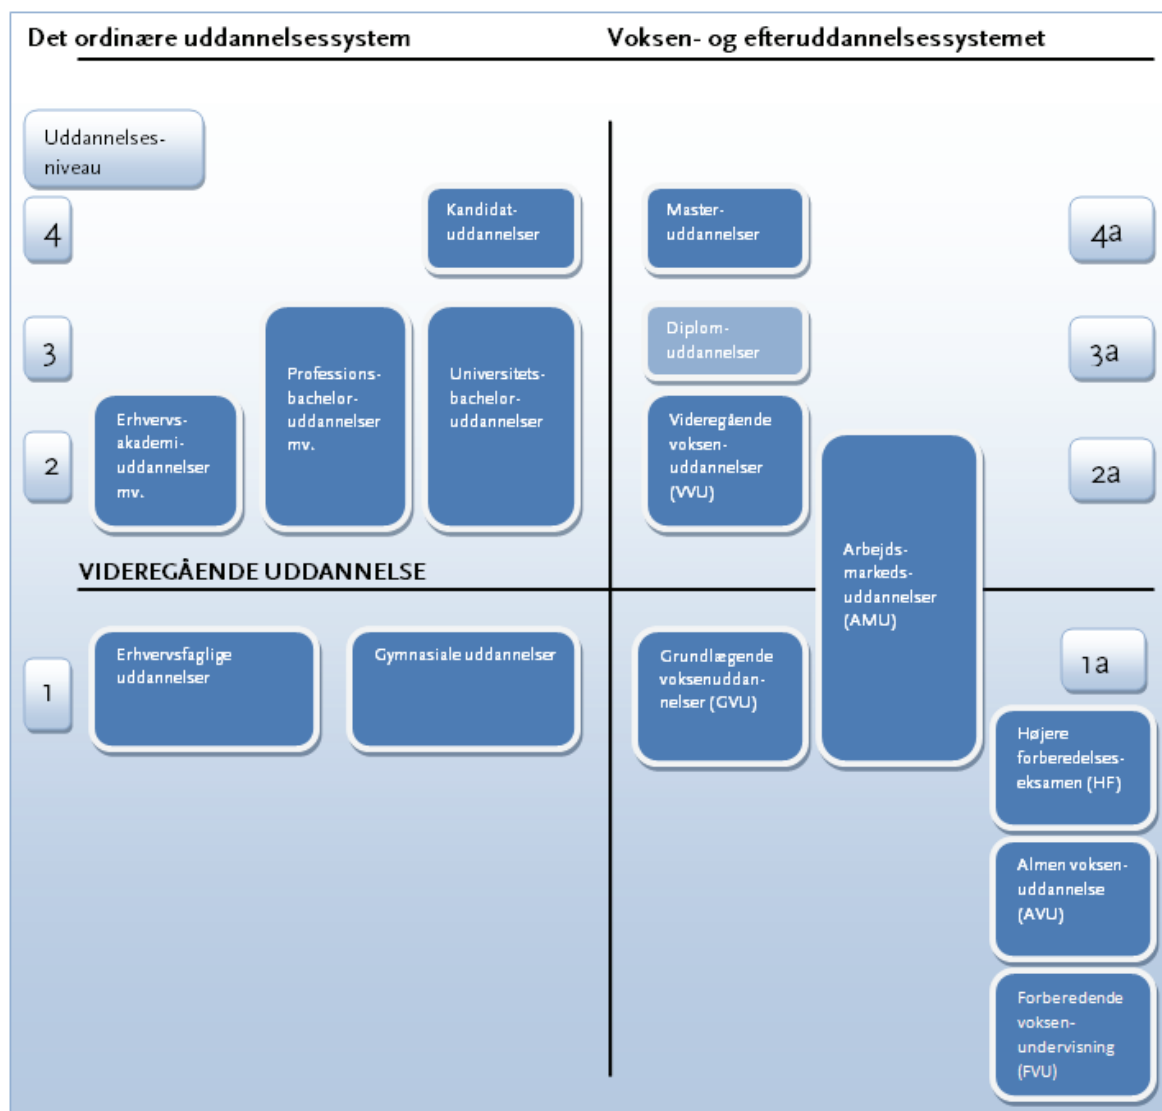 Det ordinære uddannelsessystem
Voksen- og efteruddannelsessystemet
Uddannelses-
niveau
4
Kandidat-
uddannelser
Master-
uddannelser
4a
3
Professions-
bachelor-
uddannelser
mv.
Universitets-
bachelor-
uddannelser
Diplom-
uddannelser
3a
2
Erhvervs-
akademi-
uddannelser
mv.
Videregående
voksen-
uddannelser
(VVU)
2a
Arbejds-
markeds-
uddannelser
(AMU)
VIDEREGÅENDE UDDANNELSE
1
Erhvervsfaglige
uddannelser
Gymnasiale uddannelser
Grundlægende
voksenuddan-
nelser (GVU)
1a
Højere
forberedelses-
eksamen (HF)
Almen voksen-
uddannelse
(AVU)
Forberedende
voksen-
undervisning
(FVU)